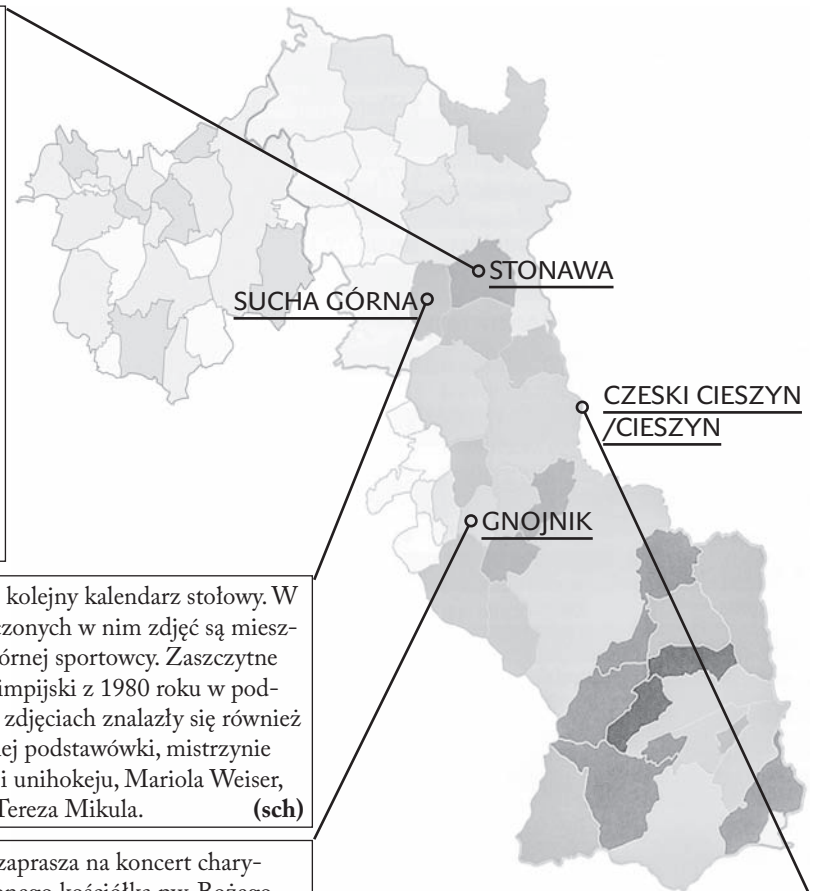 STONAWA
SUCHA GÓRNA
CZESKI CIESZYN
/CIESZYN
GNOJNIK
kolejny kalendarz stołowy. W
czonych w nim zdjęć są miesz-
órnej sportowcy. Zaszczytne
impijski z 1980 roku w pod-
zdjęciach znalazły się również
ej podstawówki, mistrzynie
i unihokeju, Mariola Weiser,
Tereza Mikula. (sch)
zaprasza na koncert chary-